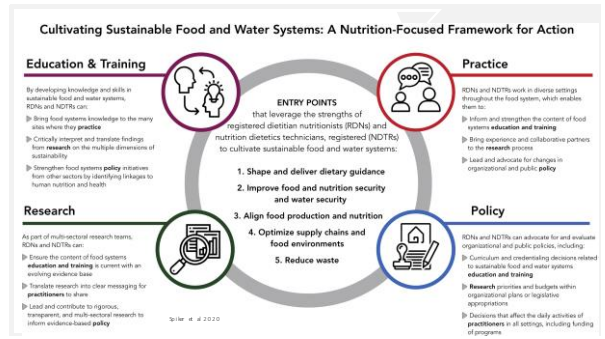 Cultivating Sustainable Food and Water Systems: A Nutrition-Focused Framework for Action
Education & Training
By developing knowledge and skills in
sustainable food and water systems,
RDNs and NDTRs can:
Bring food systems knowledge to the many
sites where they practice
Critically interpret and translate findings
from research on the multiple dimensions of
sustainability
Strengthen food systems policy initiatives
from other sectors by identifying linkages to
human nutrition and health
Practice
RDNs and NDTRs work in diverse settings
throughout the food system, which enables
them to:
Inform and strengthen the content of food
systems education and training
Bring experience and collaborative partners
to the research process
Lead and advocate for changes in
organizational and public policy
ENTRY POINTS
that leverage the strengths of
registered dietitian nutritionists (RDNs) and
nutrition dietetics technicians, registered (NDTRs)
to cultivate sustainable food and water systems:
1. Shape and deliver dietary guidance
2. Improve food and nutrition security
and water security
3. Align food production and nutrition
4. Optimize supply chains and
food environments
5. Reduce waste
Research
As part of multi-sectoral research teams,
RDNs and NDTRs can:
Ensure the content of food systems
education and training is current with an
evolving evidence base
Translate research into clear messaging for
practitioners to share
Lead and contribute to rigorous,
transparent, and multi-sectoral research to
inform evidence-based policy
Policy
RDNs and NDTRs can advocate for and evaluate
organizational and public policies, including:
Curriculum and credentialing decisions related
to sustainable food and water systems
education and training
Research priorities and budgets within
organizational plans or legislative
appropriations
Decisions that affect the daily activities of
practitioners in all settings, including funding
of programs
Spiker et al 2020